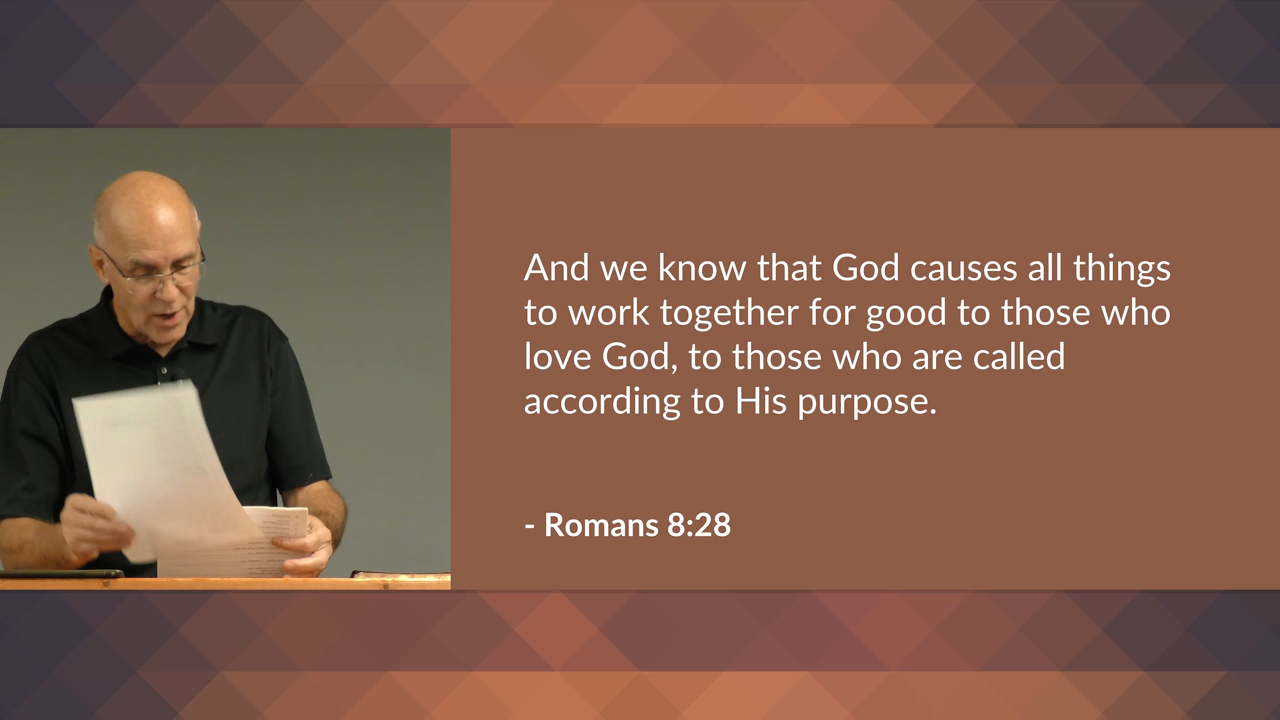 And we know that God causes all things
to work together for good to those who
love God, to those who are called
according to His purpose.
- Romans 8:28